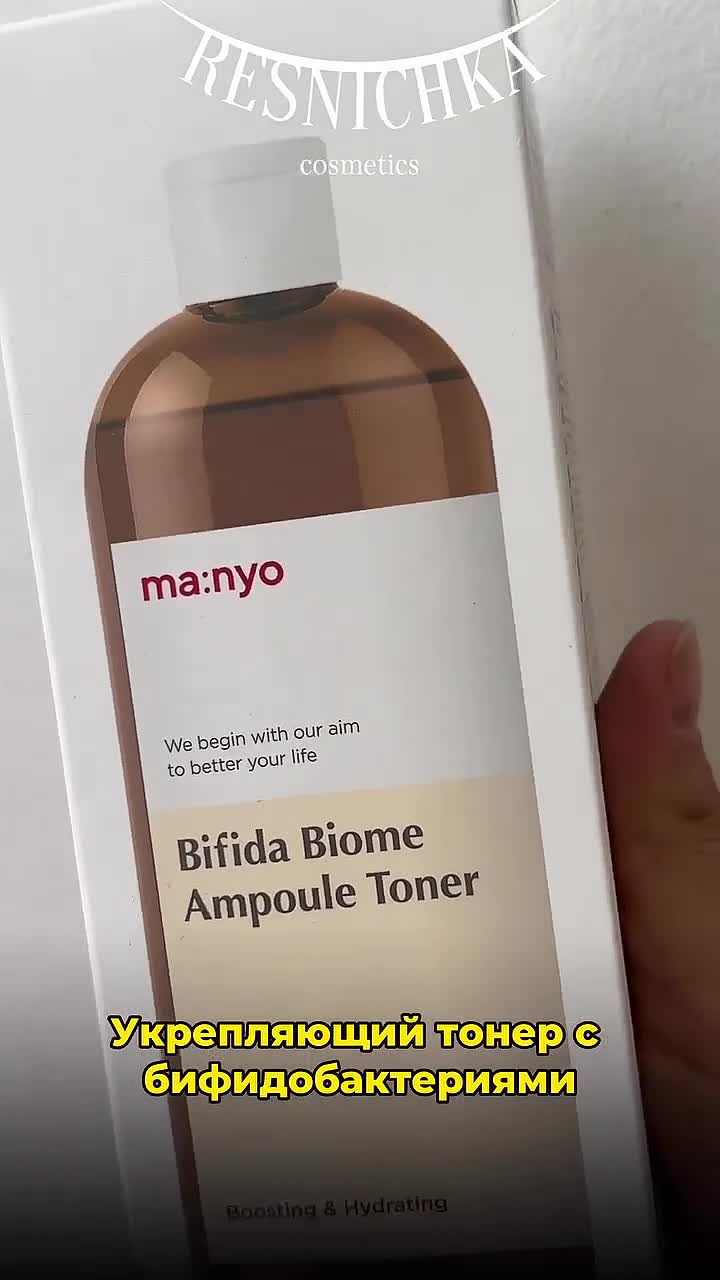 RESNICHKA
cosmetics
ma:nyo
We begin with our aim
to better your life
Bifida Biome
Ampoule Toner
Укрепляющий тонер с
бифидобактериями
Boosting & Hydrating